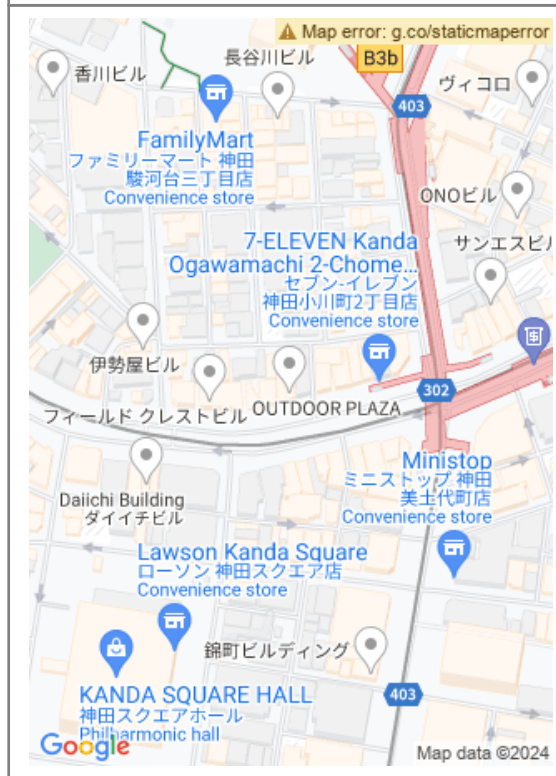 Map error: g.co/staticmaperror
B3b
長谷川ビル
香川ビル
ヴィコロ
403
FamilyMart
ファミリーマート 神田
駿河台三丁目店
Convenience store
ONOビル
7-ELEVEN Kanda
Ogawamachi 2-Chome...
セブン-イレブン
神田小川町2丁目店
Convenience store
サンエスビル
伊勢屋ビル
302
フィールド クレストビル
OUTDOOR PLAZA
Ministop
ミニストップ 神田
美土代町店
Convenience store
Daiichi Building
ダイイチビル
Lawson Kanda Square
ローソン 神田スクエア店
Convenience store
錦町ビルディング
KANDA SQUARE HALL
神田スクエアホール
Philharmonic hall
403
Google
Map data ©2024